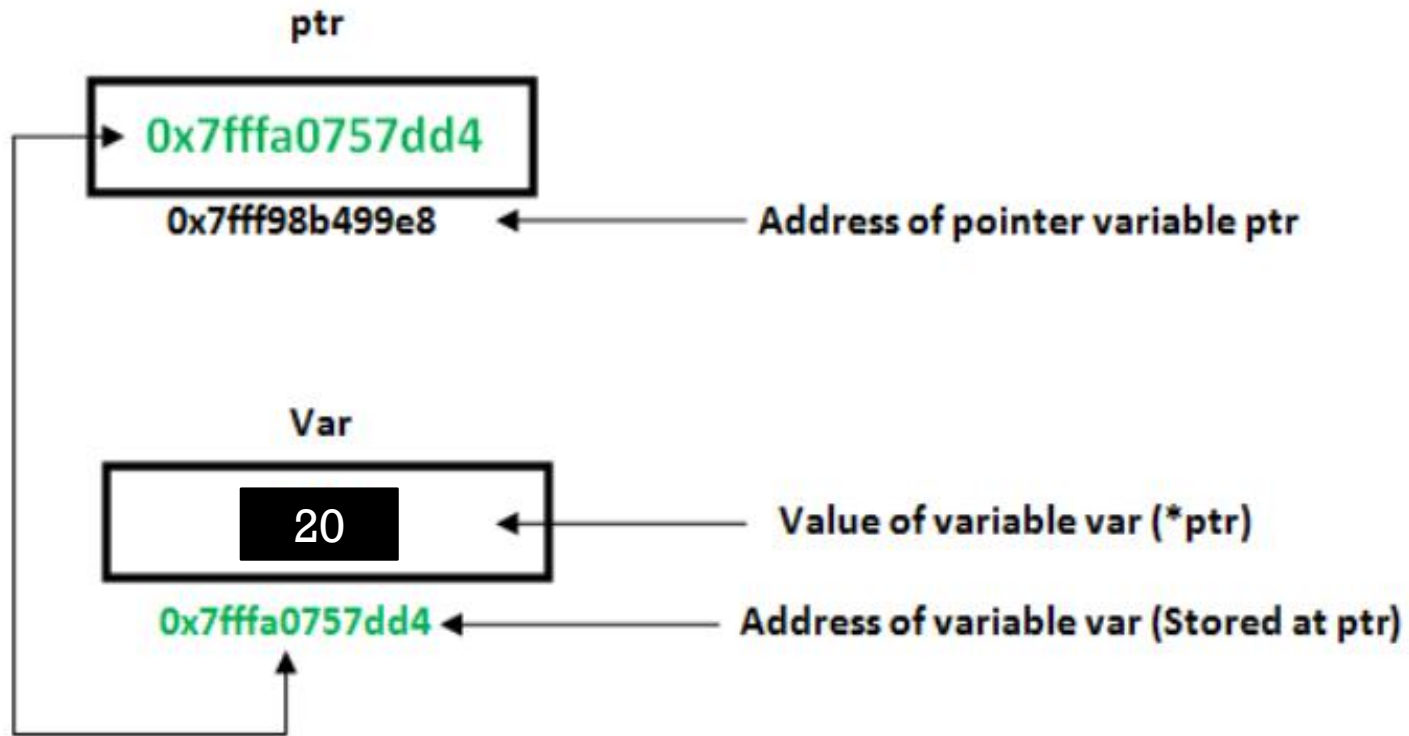 ptr
0x7fffa0757dd4
0x7fff98b499e8
Address of pointer variable ptr
Var
20
Value of variable var (*ptr)
0x7fffa0757dd4
Address of variable var (Stored at ptr)